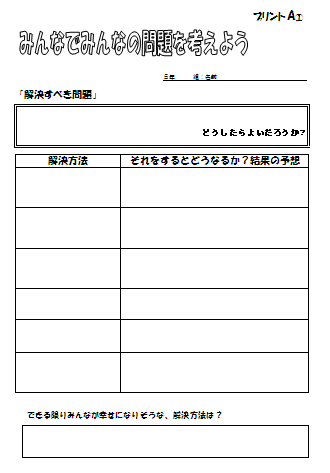 プリントAI
みんなでみんなの問題を考えよう
年 組：名前
「解決すべき問題」
どうしたらよいだろうか?
解決方法 それをするとどうなるか？結果の予想
できる限りみんなが幸せになりそうな、解決方法は？